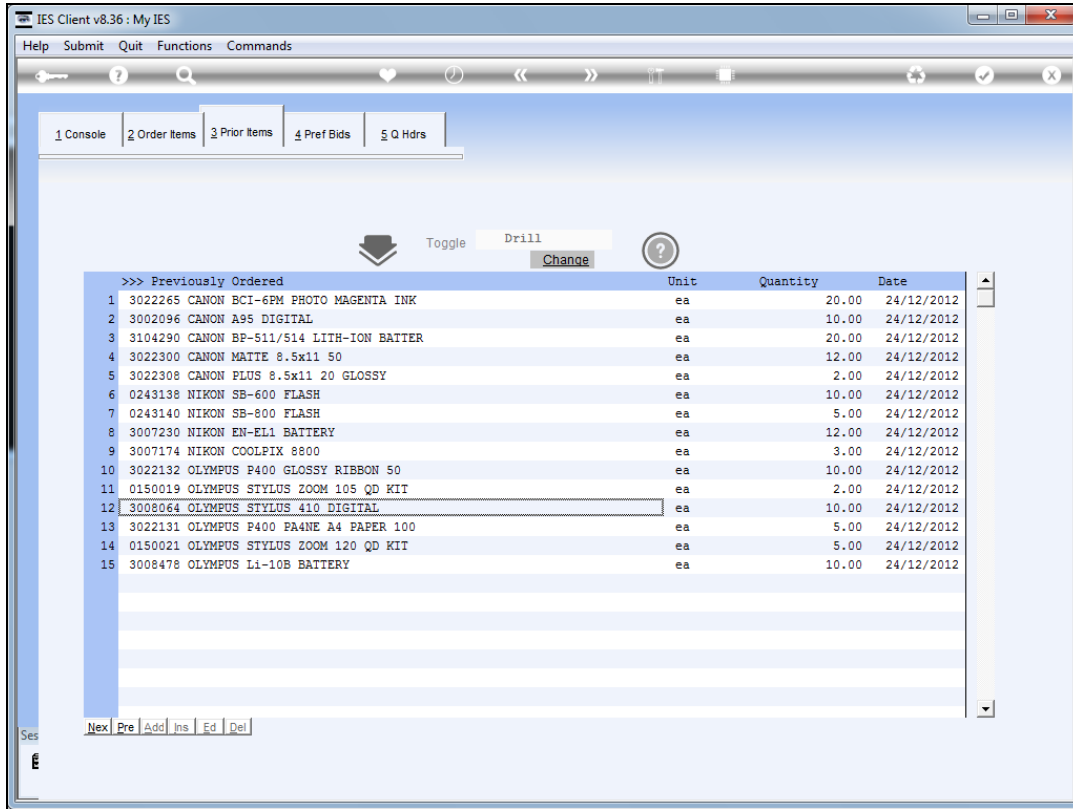 IES Client v8.36 : My IES
Help Submit Quit Functions Commands
1 Console 2 Order Items 3 Prior Items 4 Pref Bids 5 Q Hdrs
Toggle Drill
Change
>>> Previously Ordered Unit Quantity Date
1 3022265 CANON BCI-6PM PHOTO MAGENTA INK ea 20.00 24/12/2012
2 3002096 CANON A95 DIGITAL ea 10.00 24/12/2012
3 3104290 CANON BP-511/514 LITH-ION BATTER ea 20.00 24/12/2012
4 3022300 CANON MATTE 8.5x11 50 ea 12.00 24/12/2012
5 3022308 CANON PLUS 8.5x11 20 GLOSSY ea 2.00 24/12/2012
6 0243138 NIKON SB-600 FLASH ea 10.00 24/12/2012
7 0243140 NIKON SB-800 FLASH ea 5.00 24/12/2012
8 3007230 NIKON EN-EL1 BATTERY ea 12.00 24/12/2012
9 3007174 NIKON COOLPIX 8800 ea 3.00 24/12/2012
10 3022132 OLYMPUS P400 GLOSSY RIBBON 50 ea 10.00 24/12/2012
11 0150019 OLYMPUS STYLUS ZOOM 105 QD KIT ea 2.00 24/12/2012
12 3008064 OLYMPUS STYLUS 410 DIGITAL ea 10.00 24/12/2012
13 3022131 OLYMPUS P400 PA4NE A4 PAPER 100 ea 5.00 24/12/2012
14 0150021 OLYMPUS STYLUS ZOOM 120 QD KIT ea 5.00 24/12/2012
15 3008478 OLYMPUS Li-10B BATTERY ea 10.00 24/12/2012
Nex Pre Add Ins Ed Del
Ses